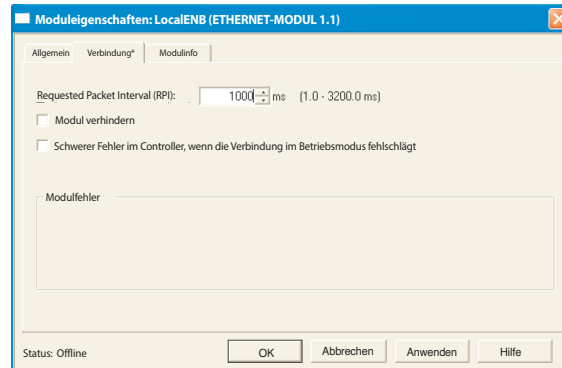 Moduleigenschaften: LocalENB (ETHERNET-MODUL 1.1)
Allgemein Verbindung* Modulinfo
Requested Packet Interval (RPI): 1000 ms (1.0 - 3200.0 ms)
Modul verhindern
Schwerer Fehler im Controller, wenn die Verbindung im Betriebsmodus fehlschlägt
Modulfehler
Status: Offline OK Abbrechen Anwenden Hilfe